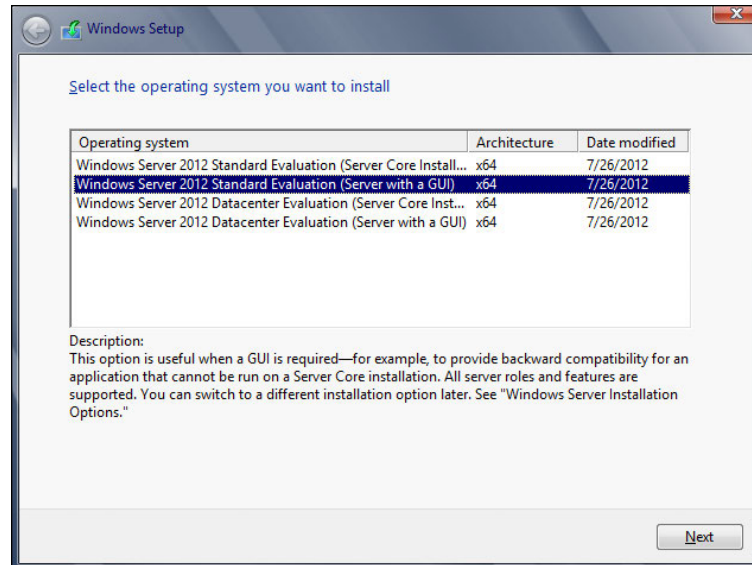 Windows Setup
Select the operating system you want to install
Operating system Architecture Date modified
Windows Server 2012 Standard Evaluation (Server Core Install... x64 7/26/2012
Windows Server 2012 Standard Evaluation (Server with a GUI) x64 7/26/2012
Windows Server 2012 Datacenter Evaluation (Server Core Inst... x64 7/26/2012
Windows Server 2012 Datacenter Evaluation (Server with a GUI) x64 7/26/2012
Description:
This option is useful when a GUI is required—for example, to provide backward compatibility for an
application that cannot be run on a Server Core installation. All server roles and features are
supported. You can switch to a different installation option later. See "Windows Server Installation
Options."
Next